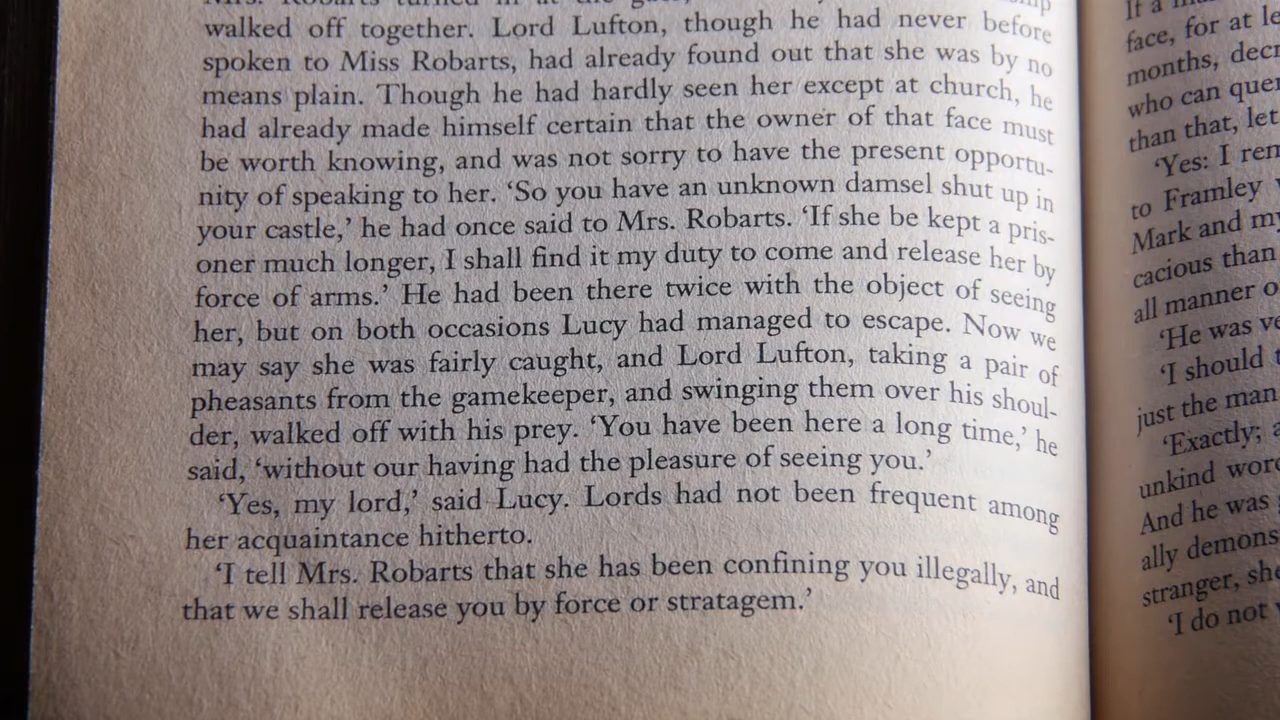 Mrs. Robarts turned in at the
walked off together. Lord Lufton, though he had never before
spoken to Miss Robarts, had already found out that she was by no
means plain. Though he had hardly seen her except at church, he
had already made himself certain that the owner of that face must
be worth knowing, and was not sorry to have the present opportu-
nity of speaking to her. ‘So you have an unknown damsel shut up in
your castle,’ he had once said to Mrs. Robarts. ‘If she be kept a pris-
oner much longer, I shall find it my duty to come and release her by
force of arms.’ He had been there twice with the object of seeing
her, but on both occasions Lucy had managed to escape. Now we
may say she was fairly caught, and Lord Lufton, taking a pair of
pheasants from the gamekeeper, and swinging them over his shoul-
der, walked off with his prey. ‘You have been here a long time,’ he
said, ‘without our having had the pleasure of seeing you.’
‘Yes, my lord,’ said Lucy. Lords had not been frequent among
her acquaintance hitherto.
‘I tell Mrs. Robarts that she has been confining you illegally, and
that we shall release you by force or stratagem.’
If a
face, for at
months,
who can
than that, let
‘Yes: I
to Framley
Mark and
cacious than
all manner
‘He was
‘I should
just the man
‘Exactly;
unkind
And he was
ally
stranger,
‘I do not